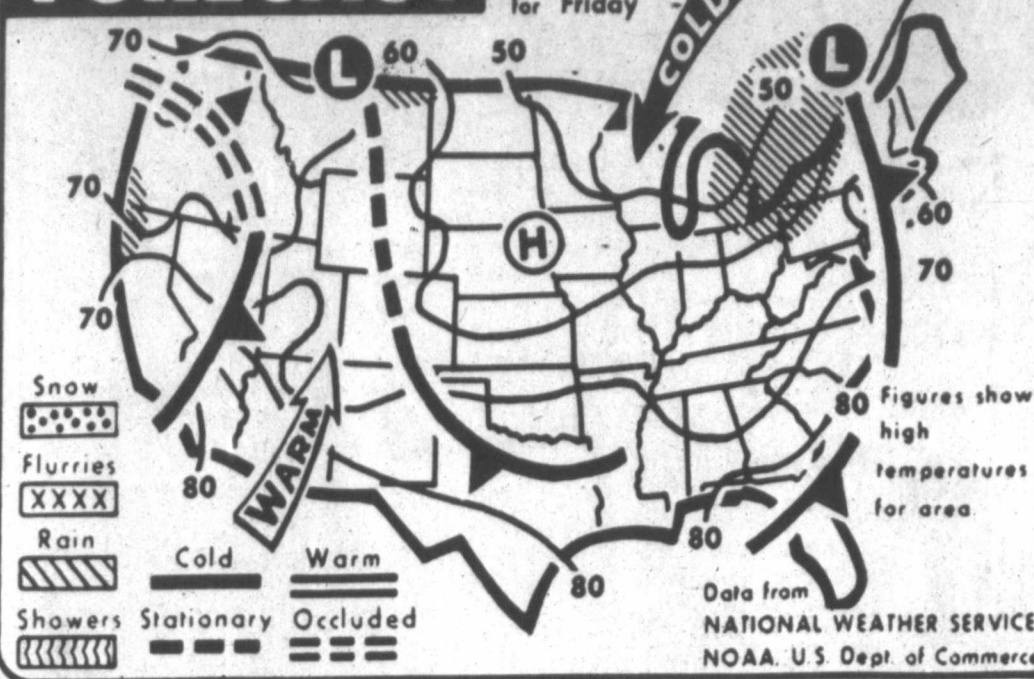 for Friday
COLD
70
L
60
50
L
50
70
H
.60
70
70
Snow
80
Figures show
high
temperatures
for area.
Flurries
XXXX
80
WARM
80
Rain
Cold
Warm
80
Data from
Showers
Stationary
Occluded
NATIONAL WEATHER SERVICE
NOAA, U.S. Dept. of Commerce